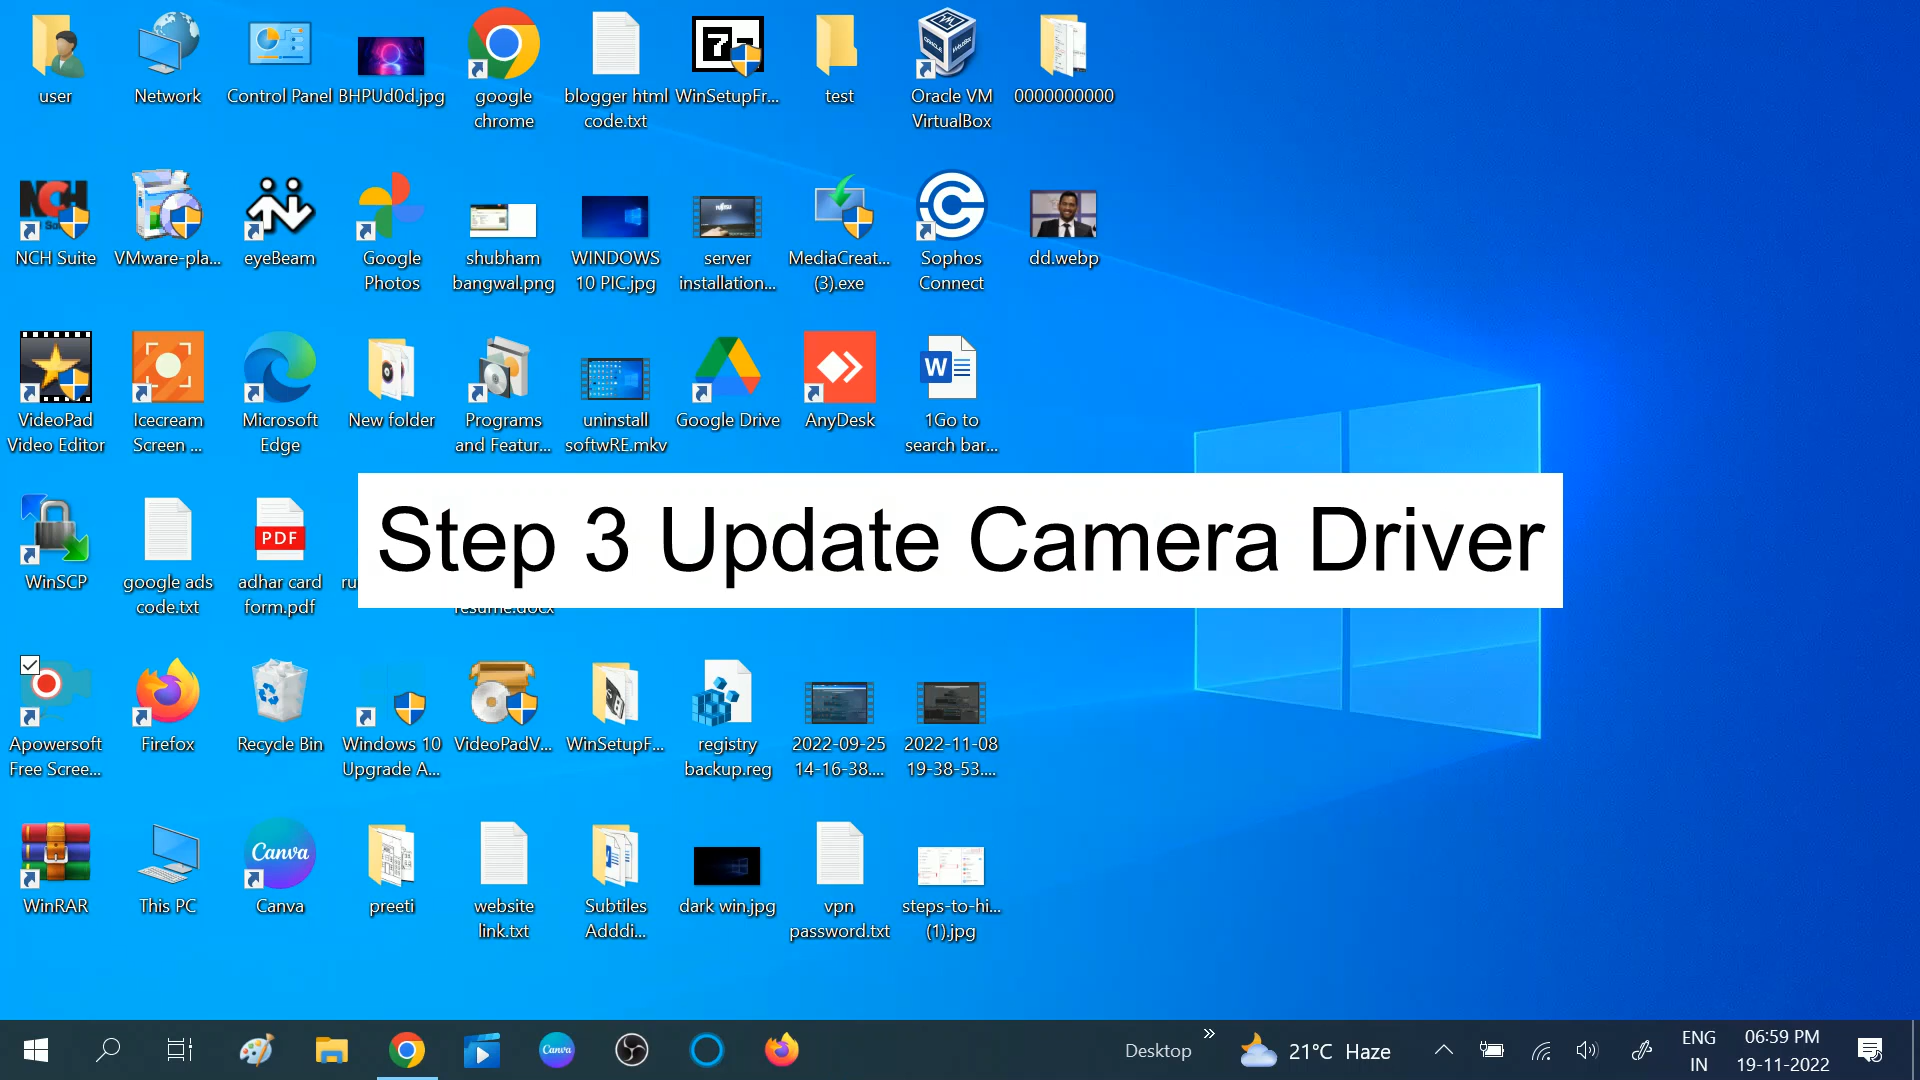 user
Network
Control Panel
BHPUd0d.jpg
google
chrome
blogger html
code.txt
WinSetupFr...
test
Oracle VM
VirtualBox
0000000000
NCH Suite
VMware-pla...
eyeBeam
Google
Photos
shubham
bangwal.png
WINDOWS
10 PIC.jpg
server
installation...
MediaCreat...
(3).exe
Sophos
Connect
dd.webp
VideoPad
Video Editor
Icecream
Screen ...
Microsoft
Edge
New folder
Programs
and Featur...
uninstall
softwRE.mkv
Google Drive
AnyDesk
1Go to
search bar...
Step 3 Update Camera Driver
WinSCP
google ads
code.txt
PDF
adhar card
form.pdf
ru
resume.docx
Apowersoft
Free Scree...
Firefox
Recycle Bin
Windows 10
Upgrade A...
VideoPadV...
WinSetupF...
registry
backup.reg
2022-09-25
14-16-38....
2022-11-08
19-38-53....
WinRAR
This PC
Canva
Canva
preeti
website
link.txt
Subtiles
Adddi...
dark win.jpg
vpn
password.txt
steps-to-hi...
(1).jpg
Canva
Desktop
21°C Haze
ENG
IN
06:59 PM
19-11-2022